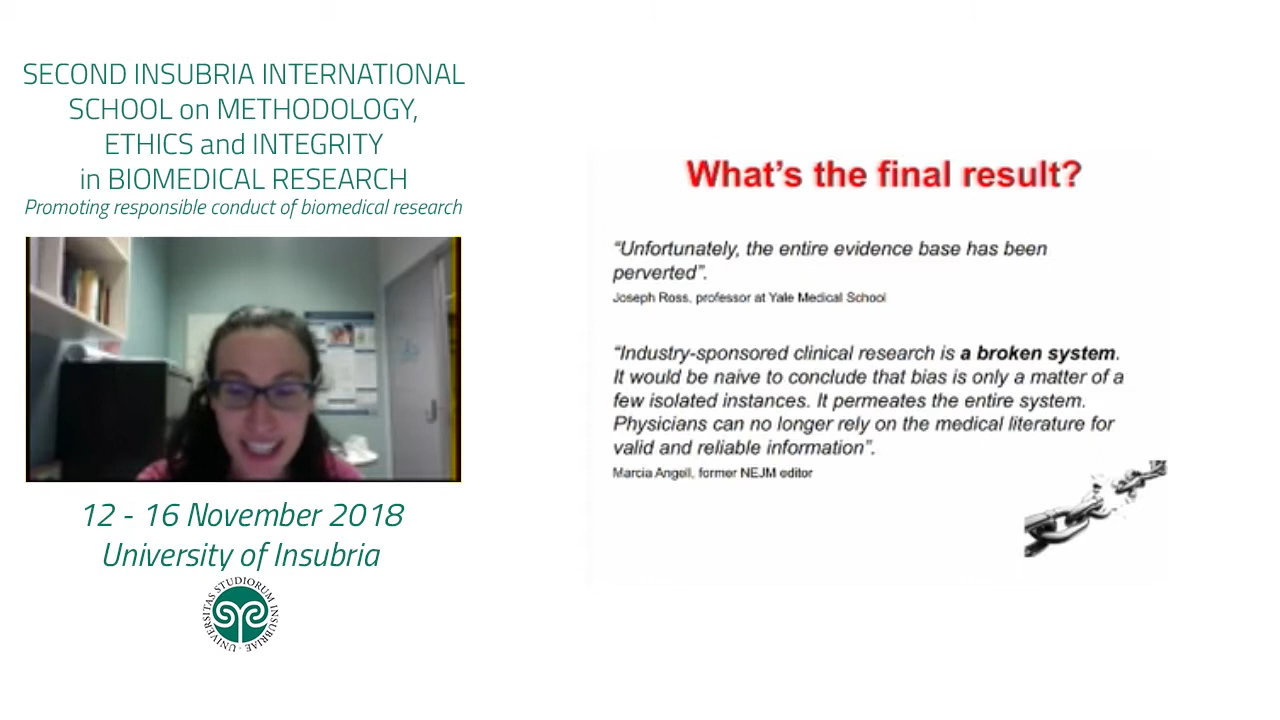 SECOND INSUBRIA INTERNATIONAL
SCHOOL on METHODOLOGY,
ETHICS and INTEGRITY
in BIOMEDICAL RESEARCH
Promoting responsible conduct of biomedical research
12 - 16 November 2018
University of Insubria
UNIVERSITAS STUDIORUM INSUBRIAE
What's the final result?
“Unfortunately, the entire evidence base has been
perverted”.
Joseph Ross, professor at Yale Medical School
“Industry-sponsored clinical research is a broken system.
It would be naive to conclude that bias is only a matter of a
few isolated instances. It permeates the entire system.
Physicians can no longer rely on the medical literature for
valid and reliable information”.
Marcia Angell, former NEJM editor